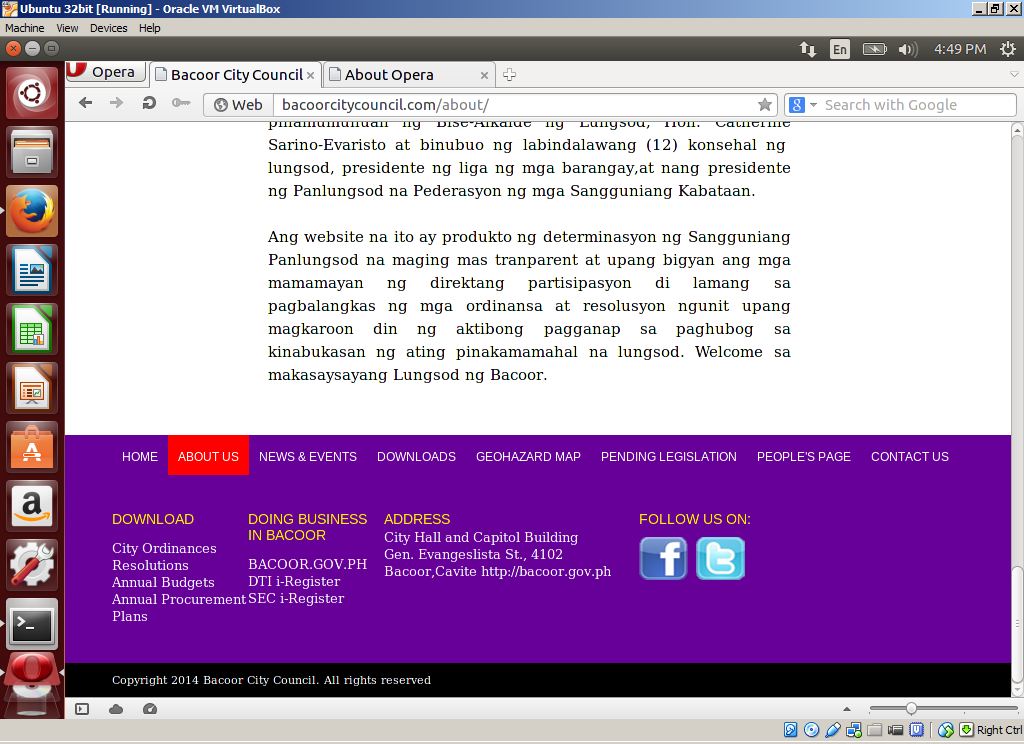 Ubuntu 32bit [Running] - Oracle VM VirtualBox
Machine View Devices Help
En 4:49 PM
Opera Bacoor City Council About Opera
Web bacoorcitycouncil.com/about/ 8 Search with Google
pinamumunuan ng Bise-Alkalde ng Lungsod, Hon. Catherine
Sarino-Evaristo at binubuo ng labindalawang (12) konsehal ng
lungsod, presidente ng liga ng mga barangay,at nang presidente
ng Panlungsod na Pederasyon ng mga Sangguniang Kabataan.
Ang website na ito ay produkto ng determinasyon ng Sangguniang
Panlungsod na maging mas tranparent at upang bigyan ang mga
mamamayan ng direktang partisipasyon di lamang sa
pagbalangkas ng mga ordinansa at resolusyon ngunit upang
magkaroon din ng aktibong pagganap sa paghubog sa
kinabukasan ng ating pinakamamahal na lungsod. Welcome sa
makasaysayang Lungsod ng Bacoor.
HOME ABOUT US NEWS & EVENTS DOWNLOADS GEOHAZARD MAP PENDING LEGISLATION PEOPLE'S PAGE CONTACT US
DOWNLOAD
City Ordinances
Resolutions
Annual Budgets
Annual Procurement
Plans
DOING BUSINESS
IN BACOOR
BACOOR.GOV.PH
DTI i-Register
SEC i-Register
ADDRESS
City Hall and Capitol Building
Gen. Evangeslista St., 4102
Bacoor,Cavite http://bacoor.gov.ph
FOLLOW US ON:
f t
Copyright 2014 Bacoor City Council. All rights reserved
Right Ctrl